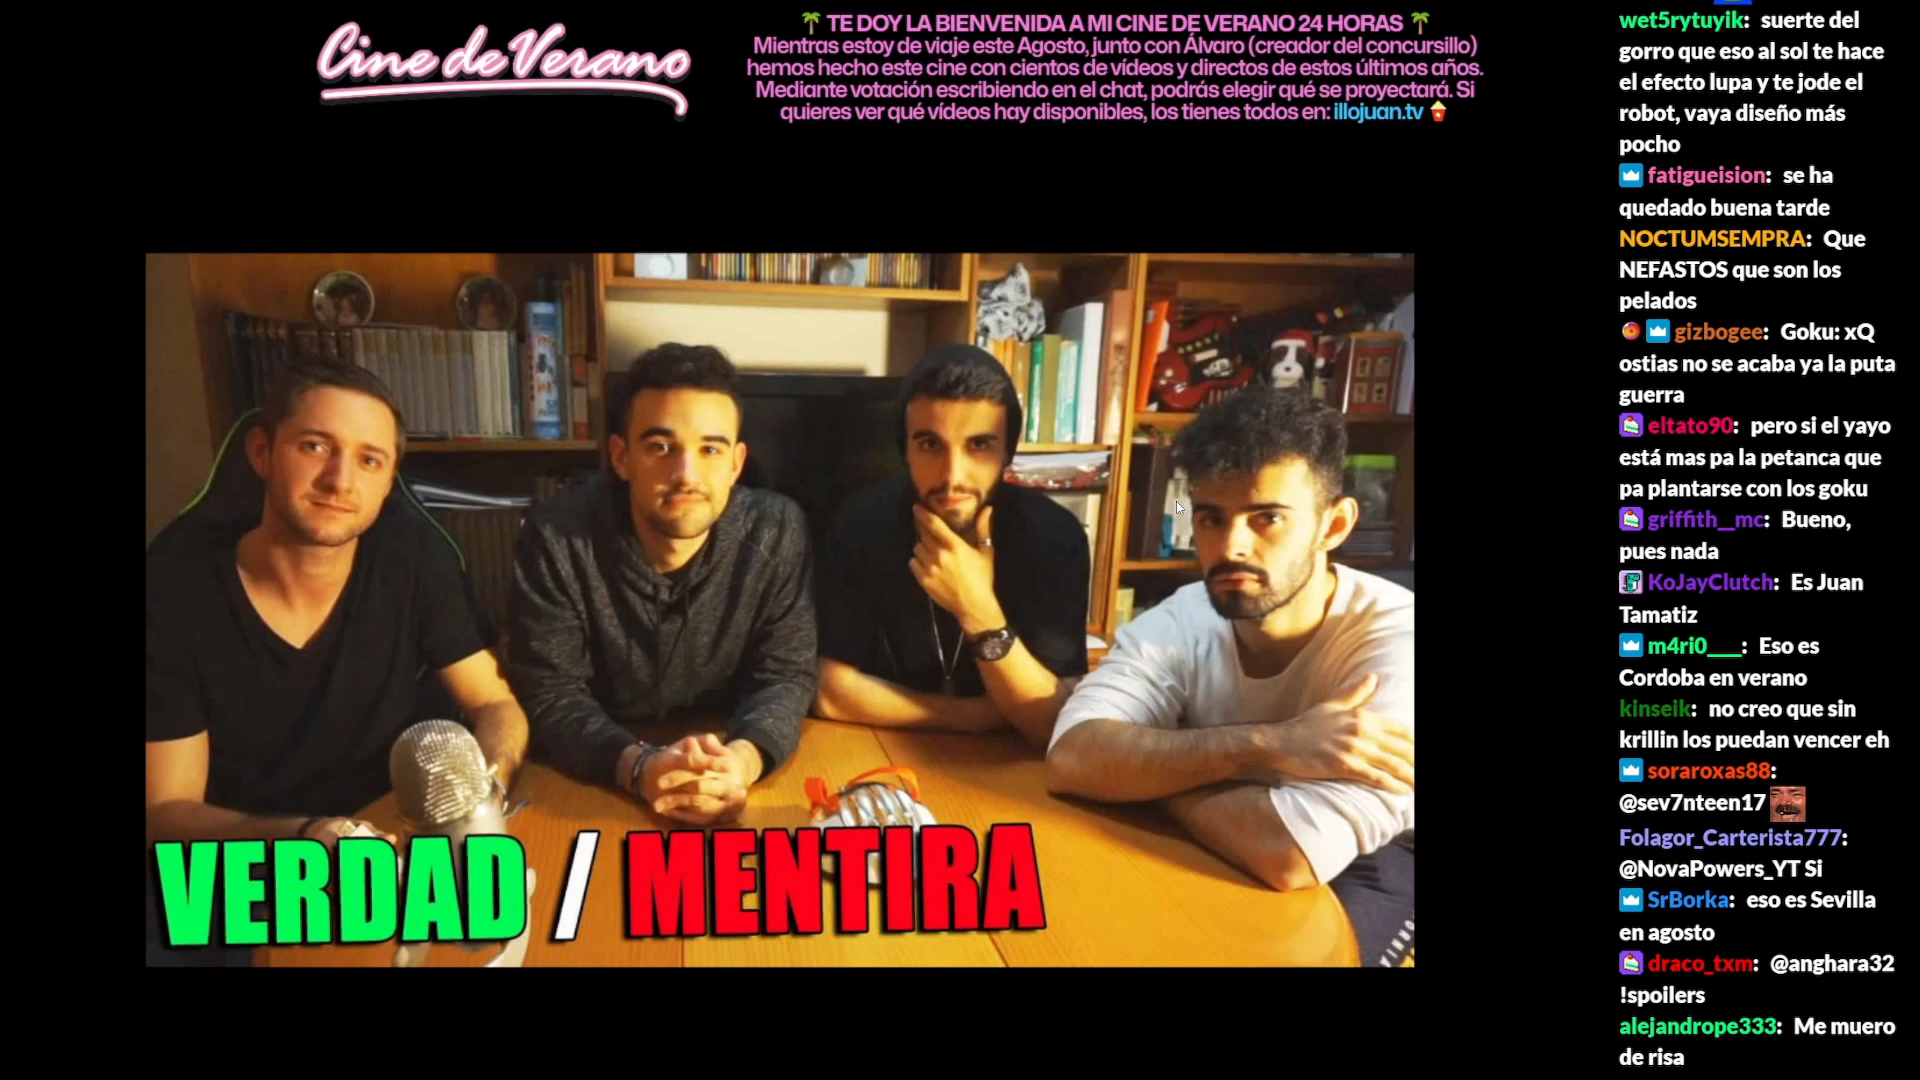 Cine de Verano
TE DOY LA BIENVENIDA A MI CINE DE VERANO 24 HORAS
Mientras estoy de viaje este Agosto, junto con Álvaro (creador del concursillo)
hemos hecho este cine con cientos de vídeos y directos de estos últimos años.
Mediante votación escribiendo en el chat, podrás elegir qué se proyectará. Si
quieres ver qué vídeos hay disponibles, los tienes todos en: illojuan.tv
VERDAD / MENTIRA
wet5rytuyik: suerte del
gorro que eso al sol te hace
el efecto lupa y te jode el
robot, vaya diseño más
pocho
fatigueision: se ha
quedado buena tarde
NOCTUMSEMPRA: Que
NEFASTOS que son los
pelados
gizbogee: Goku: xQ
ostias no se acaba ya la puta
guerra
eltato90: pero si el yayo
está mas pa la petanca que
pa plantarse con los goku
griffith__mc: Bueno,
pues nada
KoJayClutch: Es Juan
Tamatiz
m4ri0___: Eso es
Cordoba en verano
kinseik: no creo que sin
krillin los puedan vencer eh
soraroxas88:
@sev7nteen17
Folagor_Carterista777:
@NovaPowers_YT Si
SrBorka: eso es Sevilla
en agosto
draco_txm: @anghara32
!spoilers
alejandrope333: Me muero
de risa